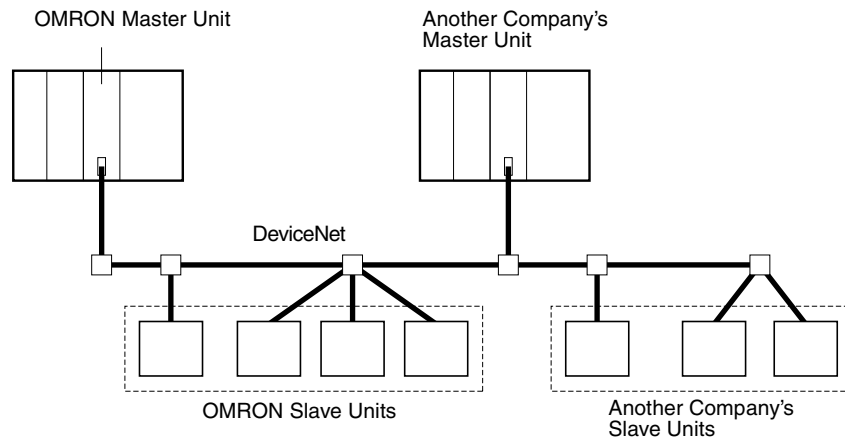 OMRON Master Unit
Another Company's
Master Unit
DeviceNet
OMRON Slave Units
Another Company's
Slave Units